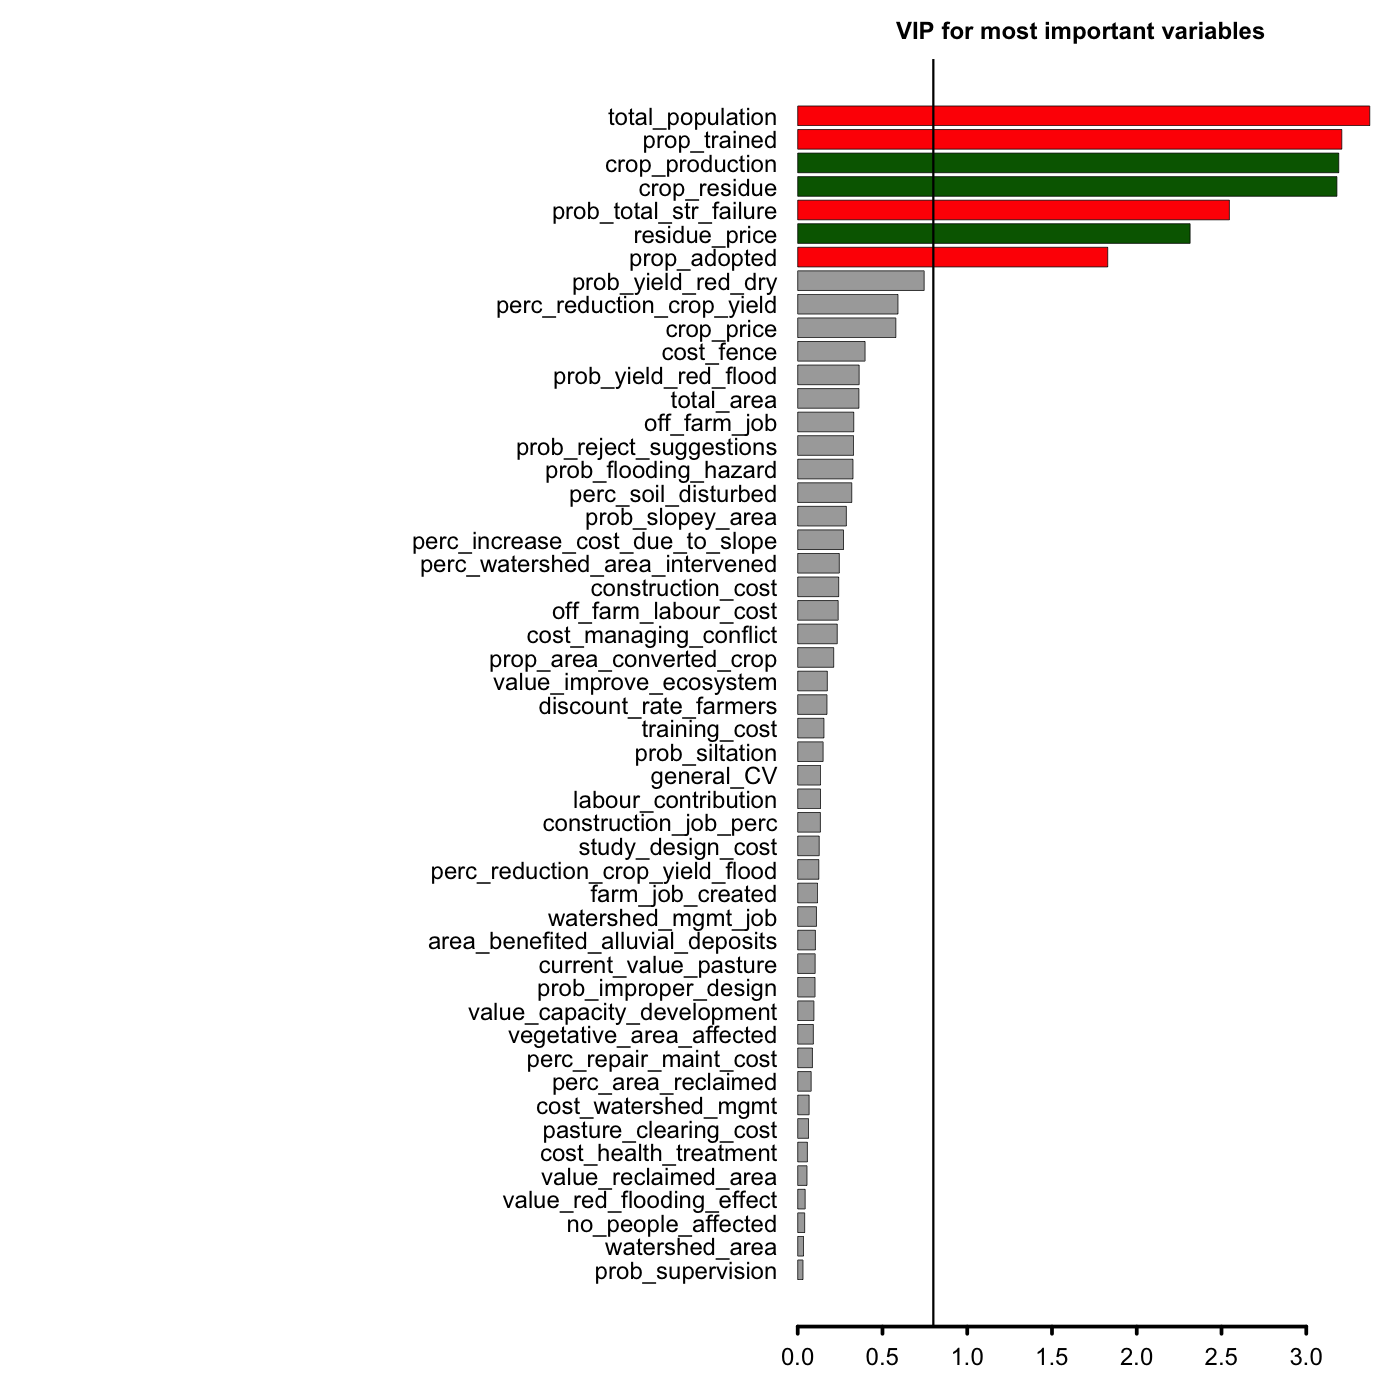 VIP for most important variables
total_population
prop_trained
crop_production
crop_residue
prob_total_str_failure
residue_price
prop_adopted
prob_yield_red_dry
perc_reduction_crop_yield
crop_price
cost_fence
prob_yield_red_flood
total_area
off_farm_job
prob_reject_suggestions
prob_flooding_hazard
perc_soil_disturbed
prob_slopey_area
perc_increase_cost_due_to_slope
perc_watershed_area_intervened
construction_cost
off_farm_labour_cost
cost_managing_conflict
prop_area_converted_crop
value_improve_ecosystem
discount_rate_farmers
training_cost
prob_siltation
general_CV
labour_contribution
construction_job_perc
study_design_cost
perc_reduction_crop_yield_flood
farm_job_created
watershed_mgmt_job
area_benefited_alluvial_deposits
current_value_pasture
prob_improper_design
value_capacity_development
vegetative_area_affected
perc_repair_maint_cost
perc_area_reclaimed
cost_watershed_mgmt
pasture_clearing_cost
cost_health_treatment
value_reclaimed_area
value_red_flooding_effect
no_people_affected
watershed_area
prob_supervision
0.0 0.5 1.0 1.5 2.0 2.5 3.0